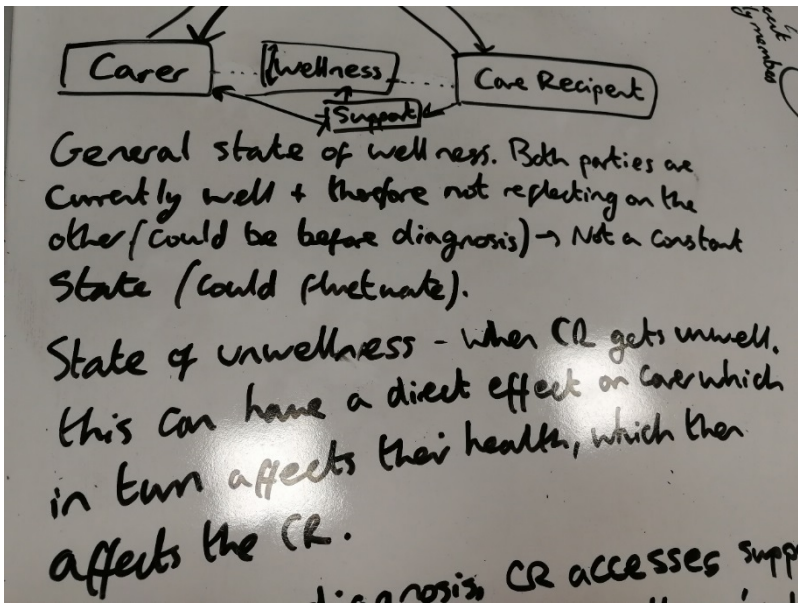 Carer
Wellness
Care Recipent
Support
General state of wellness. Both parties are
currently well + therefore not reflecting on the
other (could be before diagnosis) → Not a constant
state (could fluctuate).
State of unwellness - when CR gets unwell,
this can have a direct effect on carer which
in turn affects their health, which then
affects the CR.
diagnosis, CR accesses supp
member